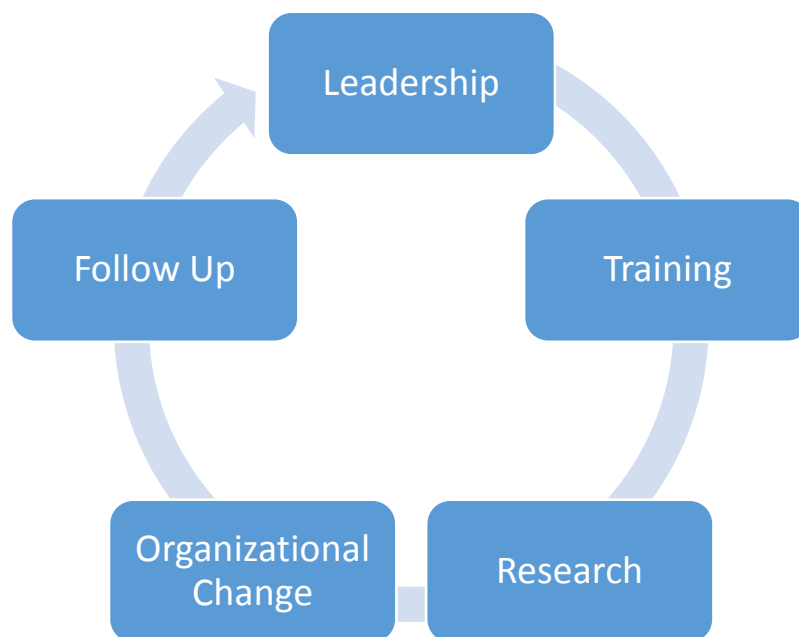 Leadership
Training
Research
Organizational
Change
Follow Up